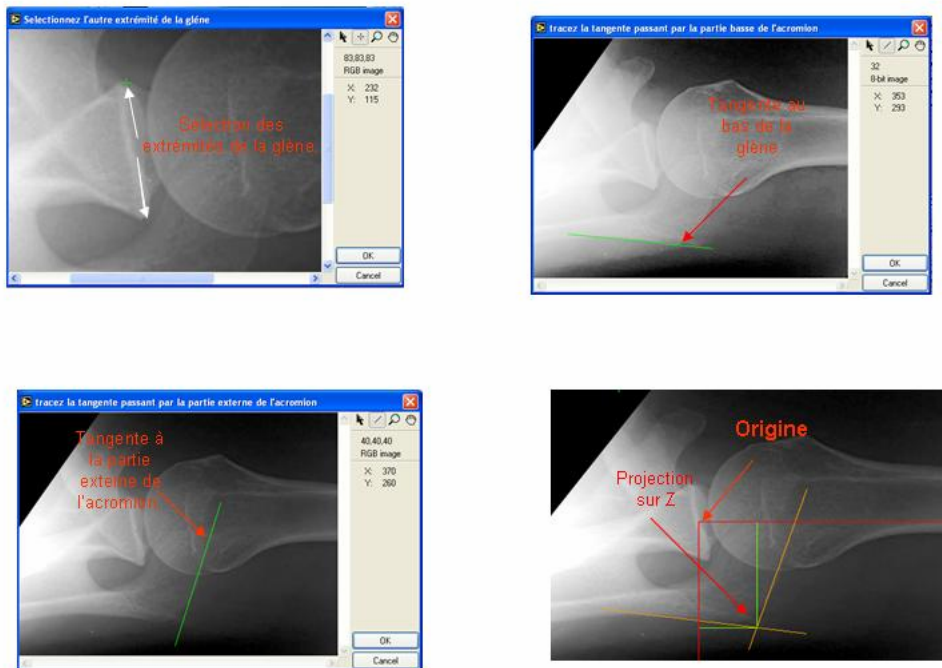 Selectionnez l'autre extrémité de la gléne
83,83,83
RGB image
X: 232
Y: 115
Sélection des
extrémités de la glène
OK
Cancel
tracez la tangente passant par la partie basse de l'acromion
32
8-bit image
X: 353
Y: 293
Tangente au
bas de la
glène
OK
Cancel
tracez la tangente passant par la partie externe de l'acromion
40,40,40
RGB image
X: 370
Y: 260
Tangente à
la partie
externe de
l'acromion
OK
Cancel
Origine
Projection
sur Z